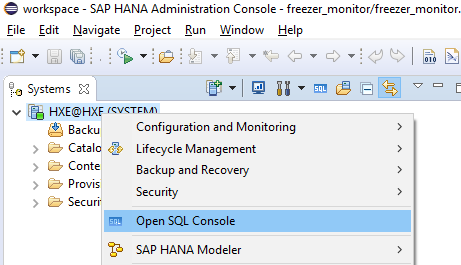 workspace - SAP HANA Administration Console - freezer_monitor/freezer_monitor.
File Edit Navigate Project Run Window Help
Systems
SQL
HXE@HXE (SYSTEM)
Backu
Catalo
Conte
Provis
Securi
Configuration and Monitoring
Lifecycle Management
Backup and Recovery
Security
SQL Open SQL Console
SAP HANA Modeler